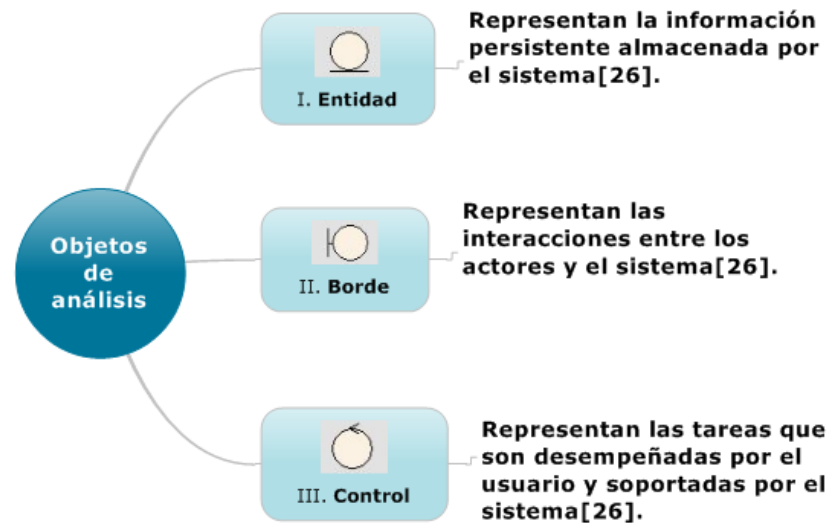 Objetos
de
análisis
I. Entidad
Representan la información
persistente almacenada por
el sistema[26].
II. Borde
Representan las
interacciones entre los
actores y el sistema[26].
III. Control
Representan las tareas que
son desempeñadas por el
usuario y soportadas por el
sistema[26].